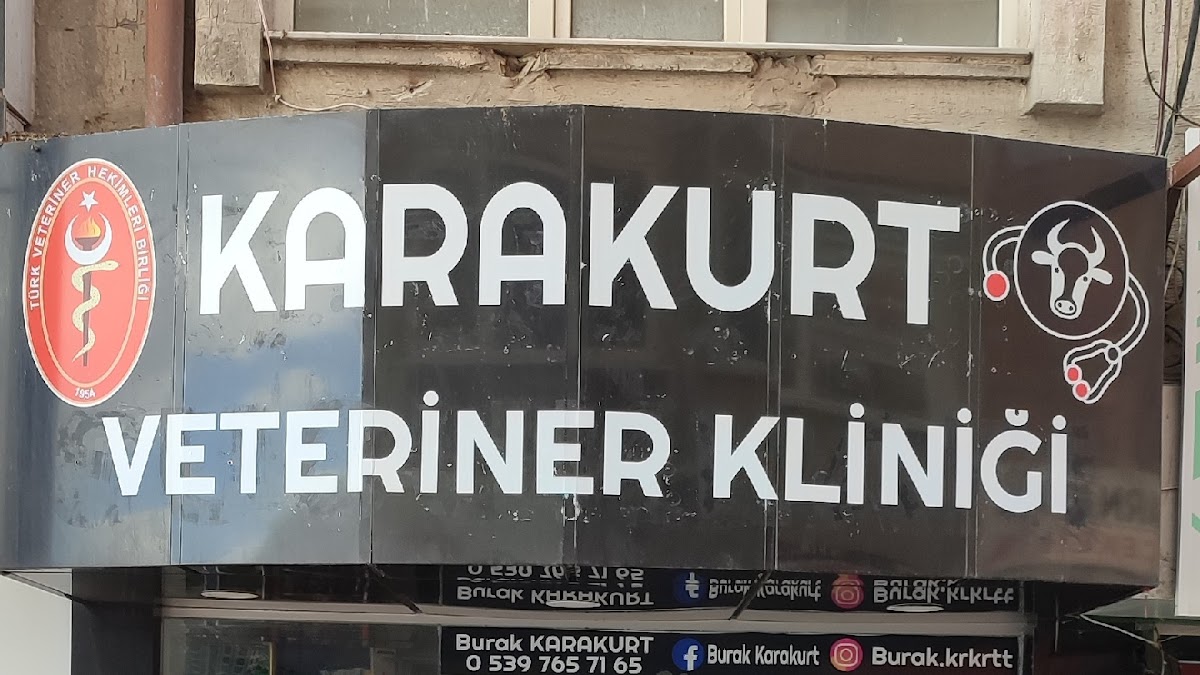 TÜRK VETERİNER HEKİMLERİ BİRLİĞİ
1954
KARAKURT
VETERİNER KLİNİĞİ
Burak KARAKURT
0 539 765 71 65
Burak Karakurt
Burak.krkrtt